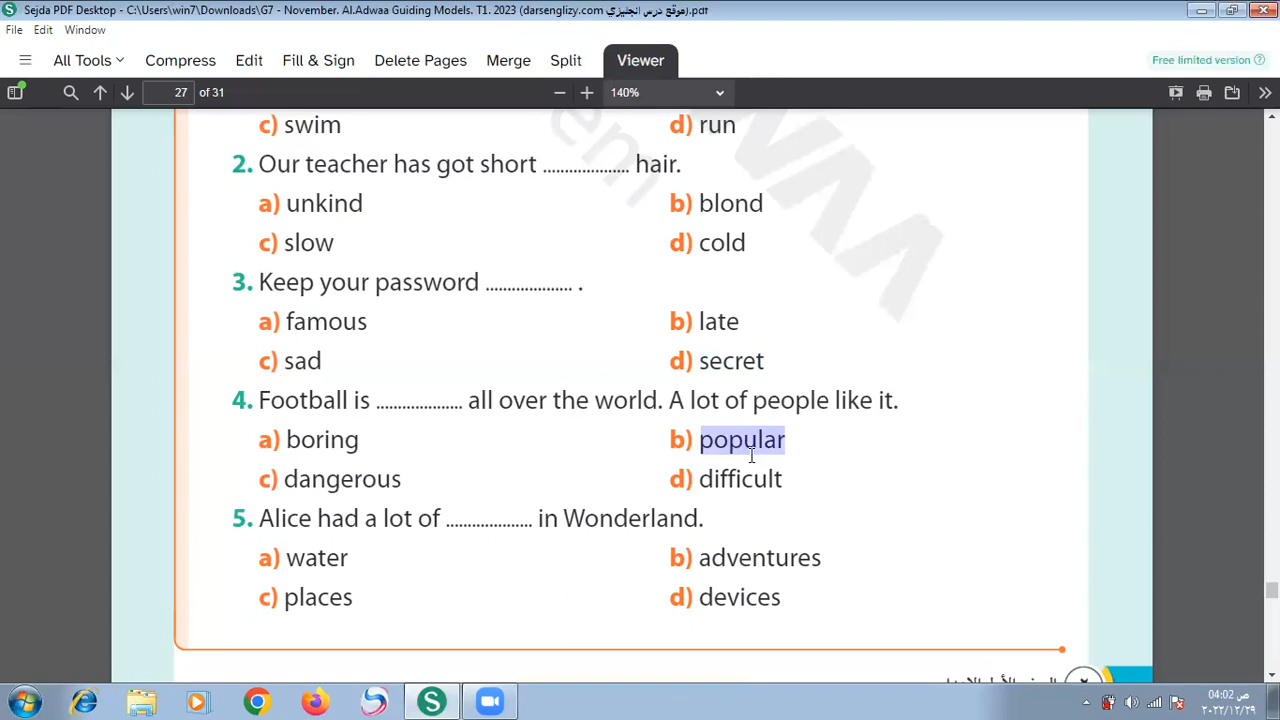 Sejda PDF Desktop - C:\Users\win7\Downloads\G7 - November. Al.Adwaa Guiding Models. T1. 2023 (darsenglizy.com موقع درس انجليزي).pdf
File Edit Window
All Tools Compress Edit Fill & Sign Delete Pages Merge Split Viewer Free limited version
27 of 31 140%
c) swim d) run
2. Our teacher has got short ................... hair.
a) unkind b) blond
c) slow d) cold
3. Keep your password ................... .
a) famous b) late
c) sad d) secret
4. Football is ................... all over the world. A lot of people like it.
a) boring b) popular
c) dangerous d) difficult
5. Alice had a lot of ................... in Wonderland.
a) water b) adventures
c) places d) devices
04:02 ص
٢٠٢٢/١٢/٢٩